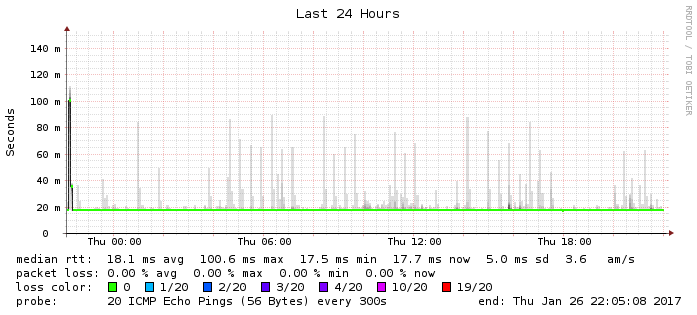 Last 24 Hours
RRDTOOL / TOBI OETIKER
Seconds
140 m
120 m
100 m
80 m
60 m
40 m
20 m
0
Thu 00:00 Thu 06:00 Thu 12:00 Thu 18:00
median rtt: 18.1 ms avg 100.6 ms max 17.5 ms min 17.7 ms now 5.0 ms sd 3.6 am/s
packet loss: 0.00 % avg 0.00 % max 0.00 % min 0.00 % now
loss color: 0 1/20 2/20 3/20 4/20 10/20 19/20
probe: 20 ICMP Echo Pings (56 Bytes) every 300s end: Thu Jan 26 22:05:08 2017